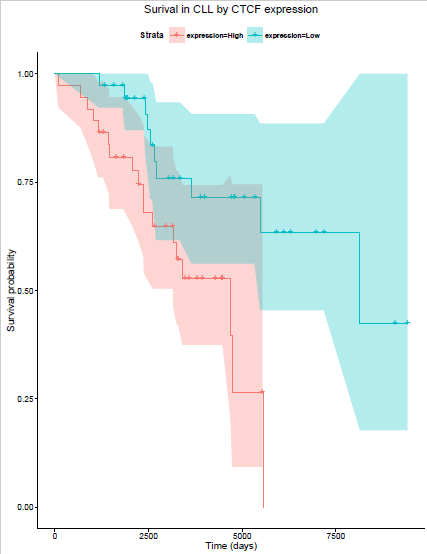 Surival in CLL by CTCF expression
Strata expression=High expression=Low
1.00
0.75
0.50
0.25
0.00
Survival probability
0 2500 5000 7500
Time (days)